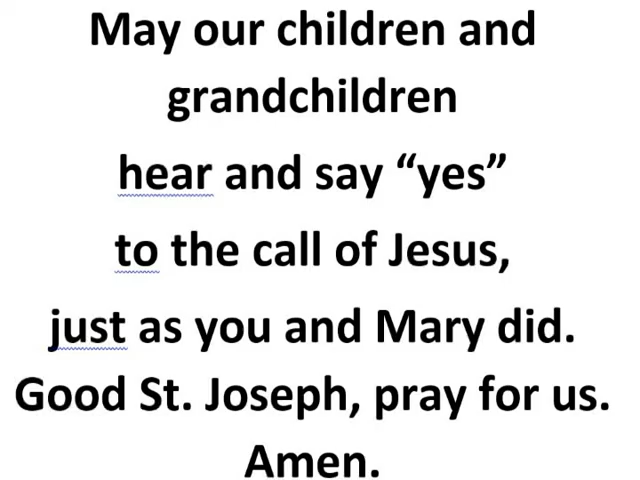 May our children and
grandchildren
hear and say “yes”
to the call of Jesus,
just as you and Mary did.
Good St. Joseph, pray for us.
Amen.